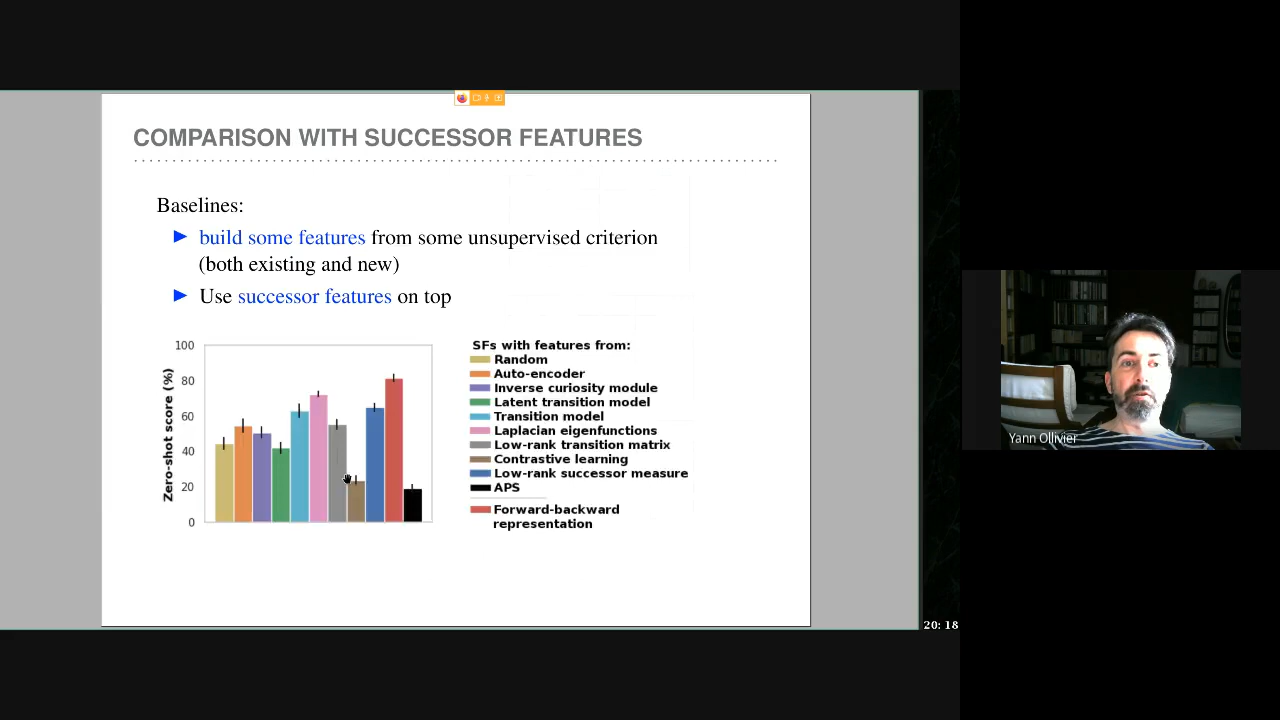 COMPARISON WITH SUCCESSOR FEATURES
Baselines:
build some features from some unsupervised criterion
(both existing and new)
Use successor features on top
100
80
60
40
20
0
Zero-shot score (%)
SFs with features from:
Random
Auto-encoder
Inverse curiosity module
Latent transition model
Transition model
Laplacian eigenfunctions
Low-rank transition matrix
Contrastive learning
Low-rank successor measure
APS
Forward-backward
representation
Yann Ollivier
20: 18